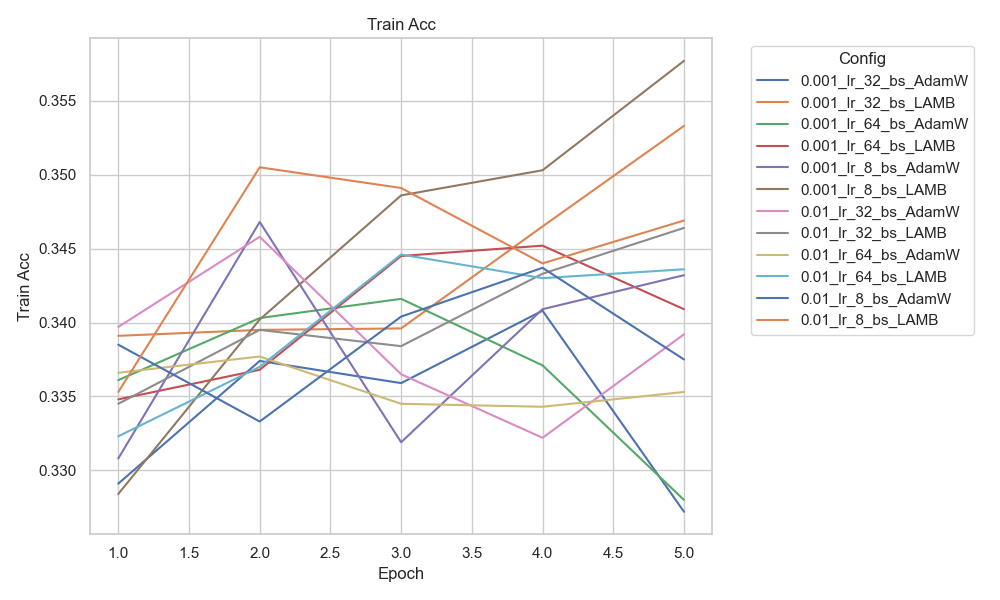 Train Acc
Train Acc
0.355
0.350
0.345
0.340
0.335
0.330
1.0 1.5 2.0 2.5 3.0 3.5 4.0 4.5 5.0
Epoch
Config
0.001_lr_32_bs_AdamW
0.001_lr_32_bs_LAMB
0.001_lr_64_bs_AdamW
0.001_lr_64_bs_LAMB
0.001_lr_8_bs_AdamW
0.001_lr_8_bs_LAMB
0.01_lr_32_bs_AdamW
0.01_lr_32_bs_LAMB
0.01_lr_64_bs_AdamW
0.01_lr_64_bs_LAMB
0.01_lr_8_bs_AdamW
0.01_lr_8_bs_LAMB